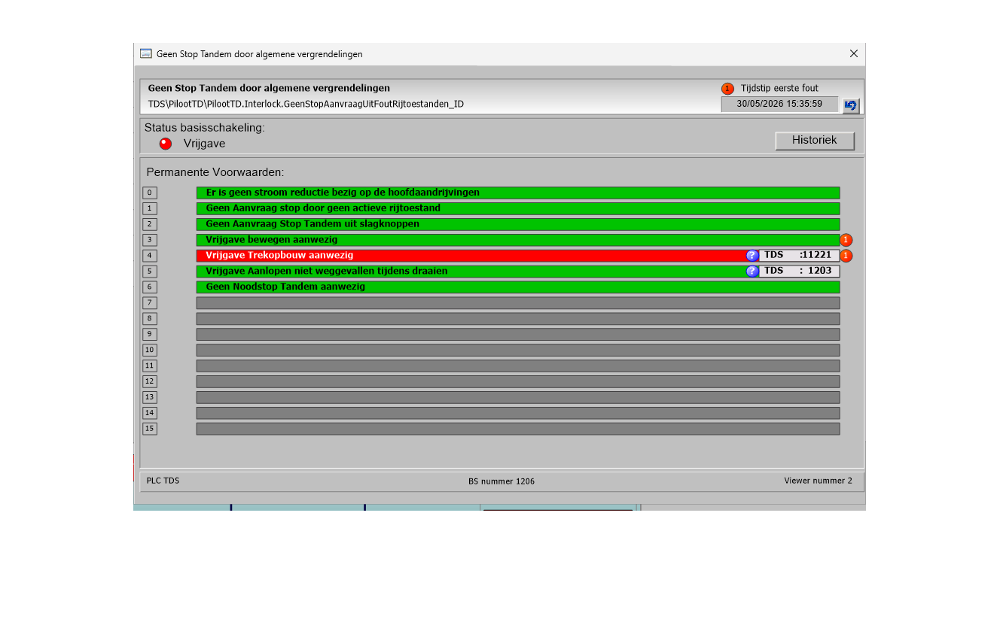 Geen Stop Tandem door algemene vergrendelingen
Geen Stop Tandem door algemene vergrendelingen
1 Tijdstip eerste fout
TDS\PilootTD\PilootTD.Interlock.GeenStopAanvraagUitFoutRijtoestanden_ID
30/05/2026 15:35:59
Status basisschakeling:
Vrijgave
Historiek
Permanente Voorwaarden:
0 Er is geen stroom reductie bezig op de hoofdaandrijvingen
1 Geen Aanvraag stop door geen actieve rijtoestand
2 Geen Aanvraag Stop Tandem uit slagknoppen
3 Vrijgave bewegen aanwezig 1
4 Vrijgave Trekopbouw aanwezig ? TDS :11221 1
5 Vrijgave Aanlopen niet weggevallen tijdens draaien ? TDS : 1203
6 Geen Noodstop Tandem aanwezig
7
8
9
10
11
12
13
14
15
PLC TDS BS nummer 1206 Viewer nummer 2